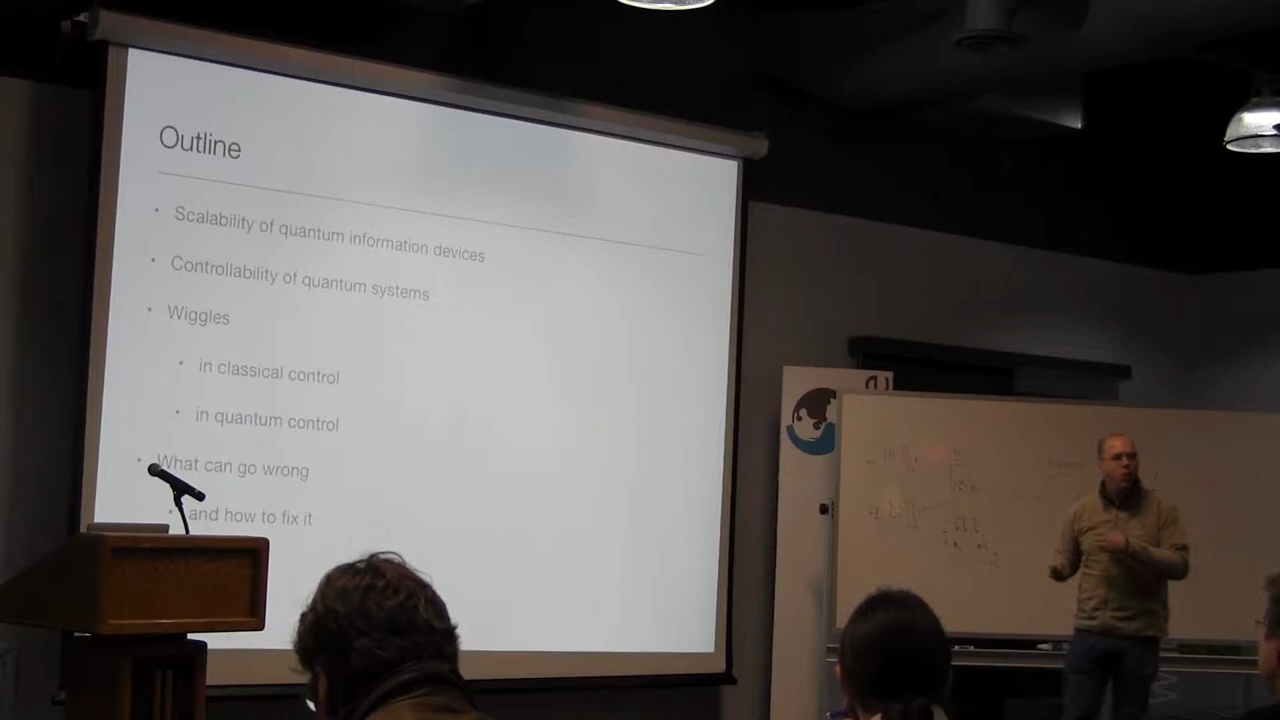 Outline
• Scalability of quantum information devices
• Controllability of quantum systems
• Wiggles
• in classical control
• in quantum control
• What can go wrong
• and how to fix it